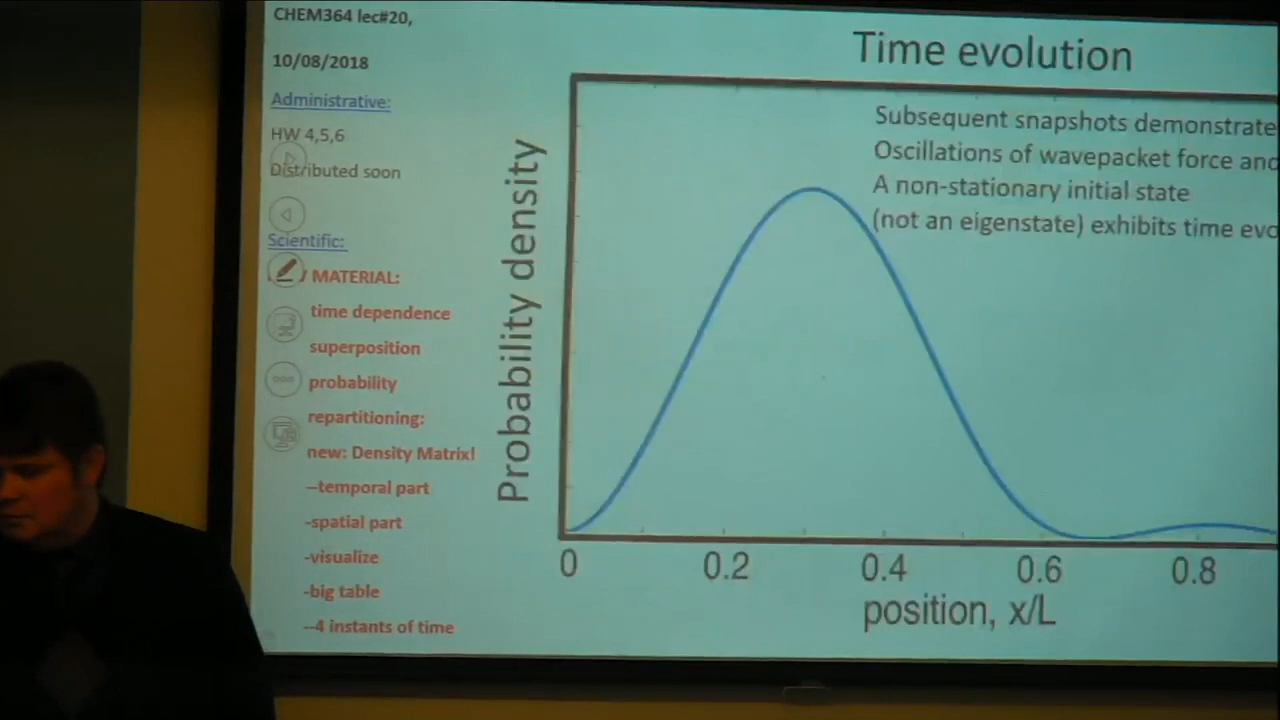 CHEM364 lec#20,
10/08/2018
Administrative:
HW 4,5,6
Distributed soon
Scientific:
MATERIAL:
time dependence
superposition
probability
repartitioning:
new: Density Matrix!
--temporal part
-spatial part
-visualize
-big table
--4 instants of time
Time evolution
Subsequent snapshots demonstrate
Oscillations of wavepacket force and
A non-stationary initial state
(not an eigenstate) exhibits time evo
Probability density
0 0.2 0.4 0.6 0.8
position, x/L